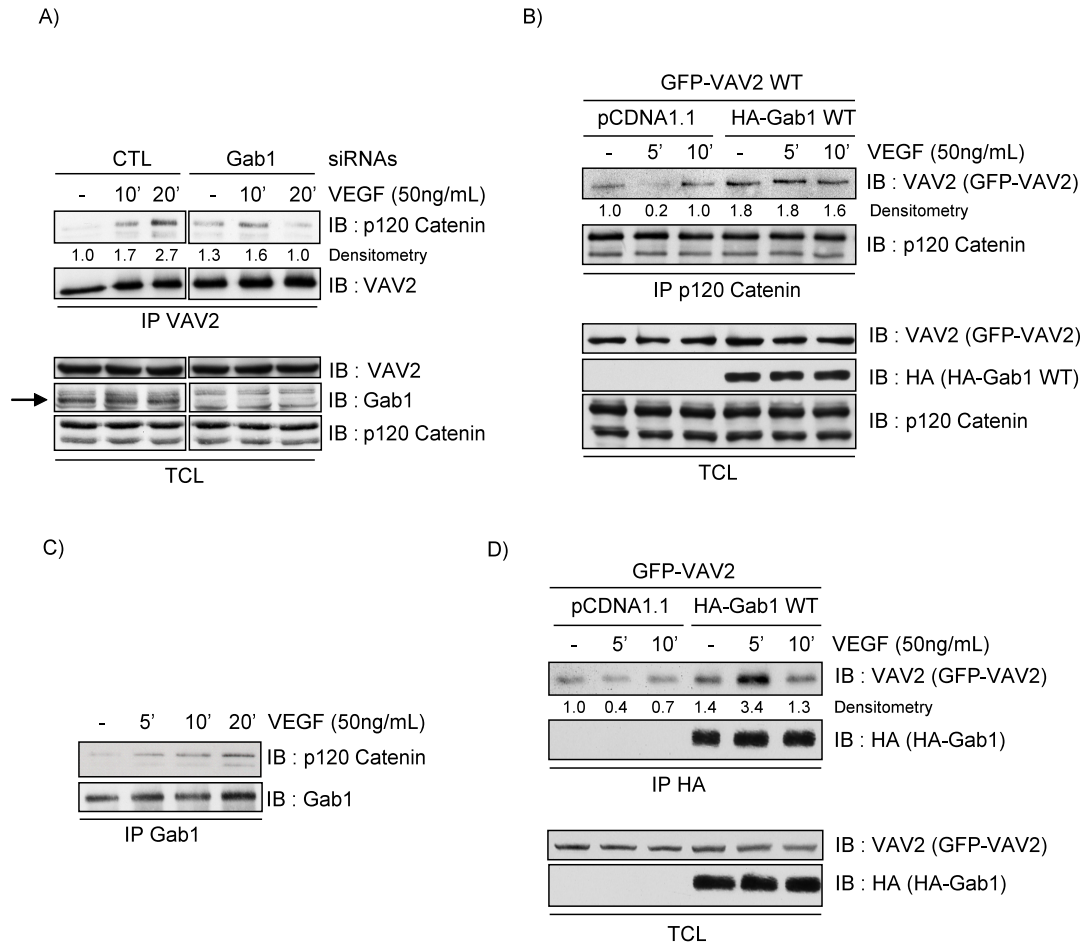 A)
CTL Gab1 siRNAs
- 10' 20' - 10' 20' VEGF (50ng/mL)
IB : p120 Catenin
1.0 1.7 2.7 1.3 1.6 1.0 Densitometry
IB : VAV2
IP VAV2
IB : VAV2
IB : Gab1
IB : p120 Catenin
TCL
B)
GFP-VAV2 WT
pCDNA1.1 HA-Gab1 WT
- 5' 10' - 5' 10' VEGF (50ng/mL)
IB : VAV2 (GFP-VAV2)
1.0 0.2 1.0 1.8 1.8 1.6 Densitometry
IB : p120 Catenin
IP p120 Catenin
IB : VAV2 (GFP-VAV2)
IB : HA (HA-Gab1 WT)
IB : p120 Catenin
TCL
C)
- 5' 10' 20' VEGF (50ng/mL)
IB : p120 Catenin
IB : Gab1
IP Gab1
D)
GFP-VAV2
pCDNA1.1 HA-Gab1 WT
- 5' 10' - 5' 10' VEGF (50ng/mL)
IB : VAV2 (GFP-VAV2)
1.0 0.4 0.7 1.4 3.4 1.3 Densitometry
IB : HA (HA-Gab1)
IP HA
IB : VAV2 (GFP-VAV2)
IB : HA (HA-Gab1)
TCL